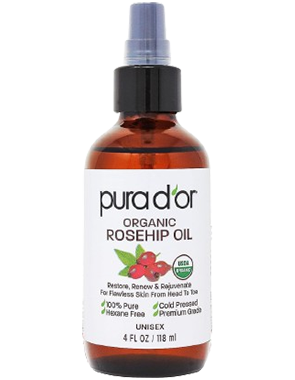 pura d'or
ORGANIC
ROSEHIP OIL
USDA
ORGANIC
Restore, Renew & Rejuvenate
For Flawless Skin From Head To Toe
100% Pure
Hexane Free
Cold Pressed
Premium Grade
UNISEX
4 FL OZ / 118 ml